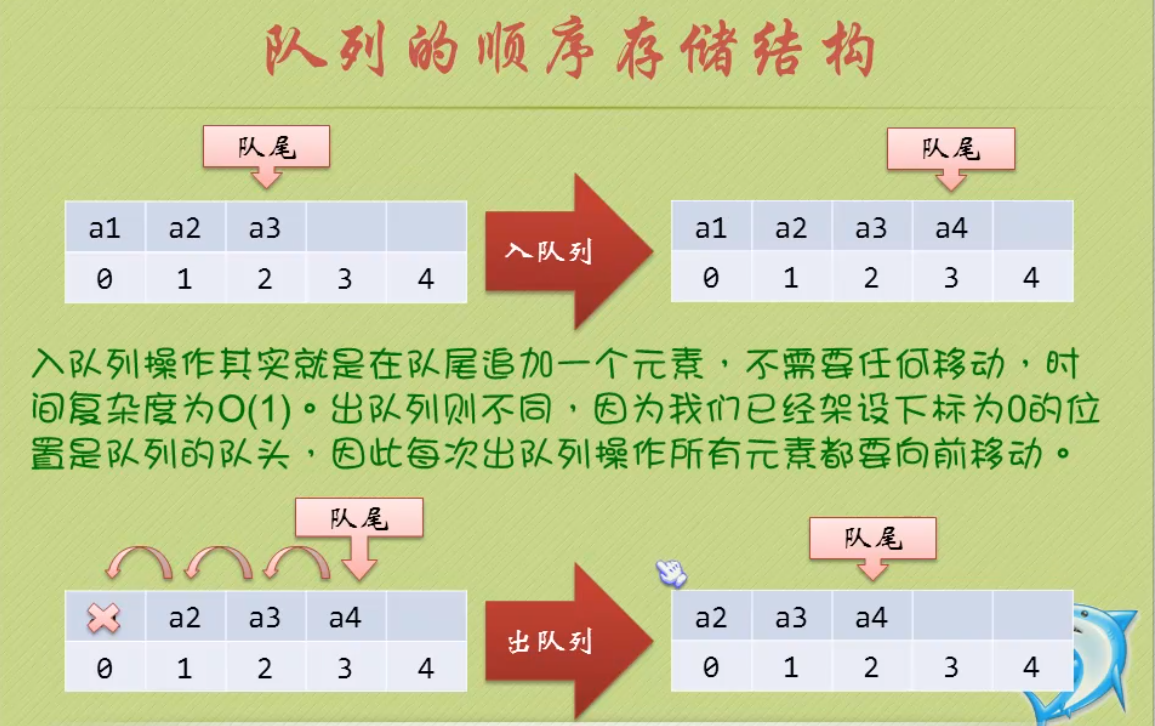 队列的顺序存储结构
队尾 队尾
a1 a2 a3 a1 a2 a3 a4
入队列
0 1 2 3 4 0 1 2 3 4
入队列操作其实就是在队尾追加一个元素，不需要任何移动，时
间复杂度为O(1)。出队列则不同，因为我们已经架设下标为0的位
置是队列的队头，因此每次出队列操作所有元素都要向前移动。
队尾 队尾
a2 a3 a4 a2 a3 a4
出队列
0 1 2 3 4 0 1 2 3 4